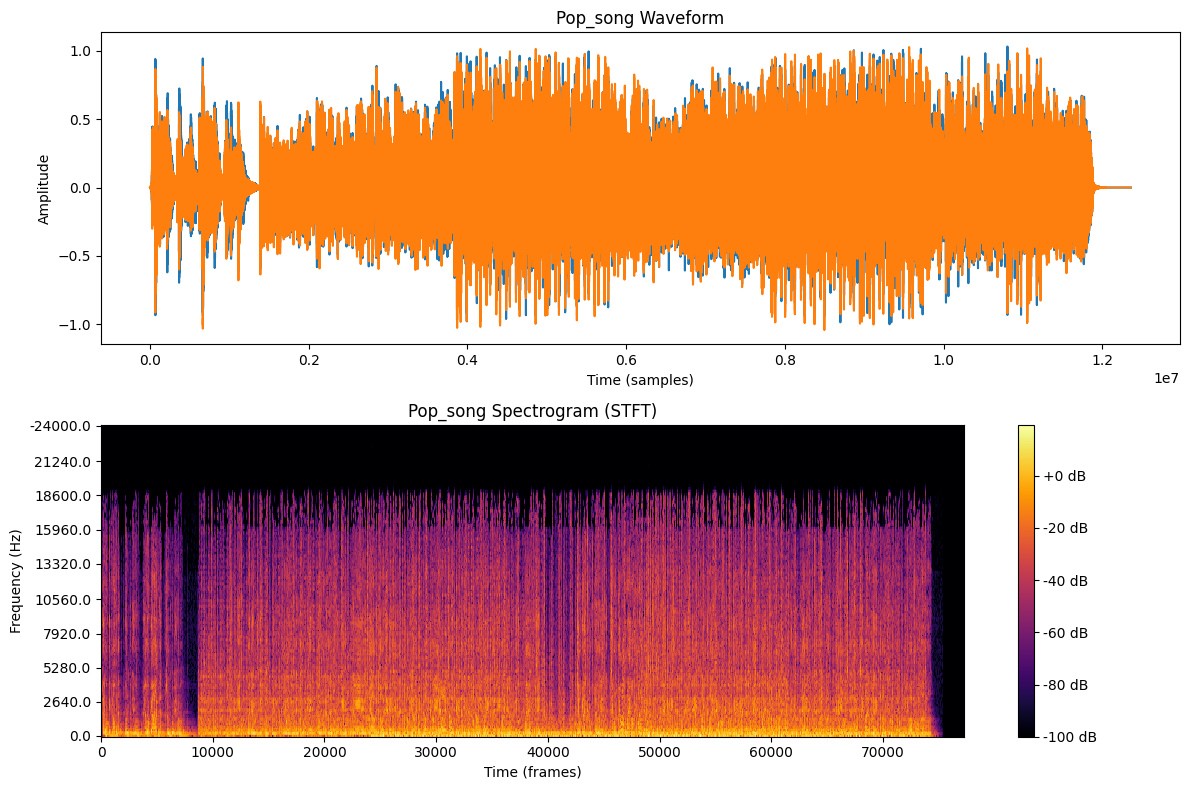 Pop_song Waveform
1.0
0.5
0.0
−0.5
−1.0
Amplitude
0.0 0.2 0.4 0.6 0.8 1.0 1.2
1e7
Time (samples)
Pop_song Spectrogram (STFT)
-24000.0
21240.0
18600.0
15960.0
13320.0
10560.0
7920.0
5280.0
2640.0
0.0
Frequency (Hz)
0 10000 20000 30000 40000 50000 60000 70000
Time (frames)
+0 dB
-20 dB
-40 dB
-60 dB
-80 dB
-100 dB